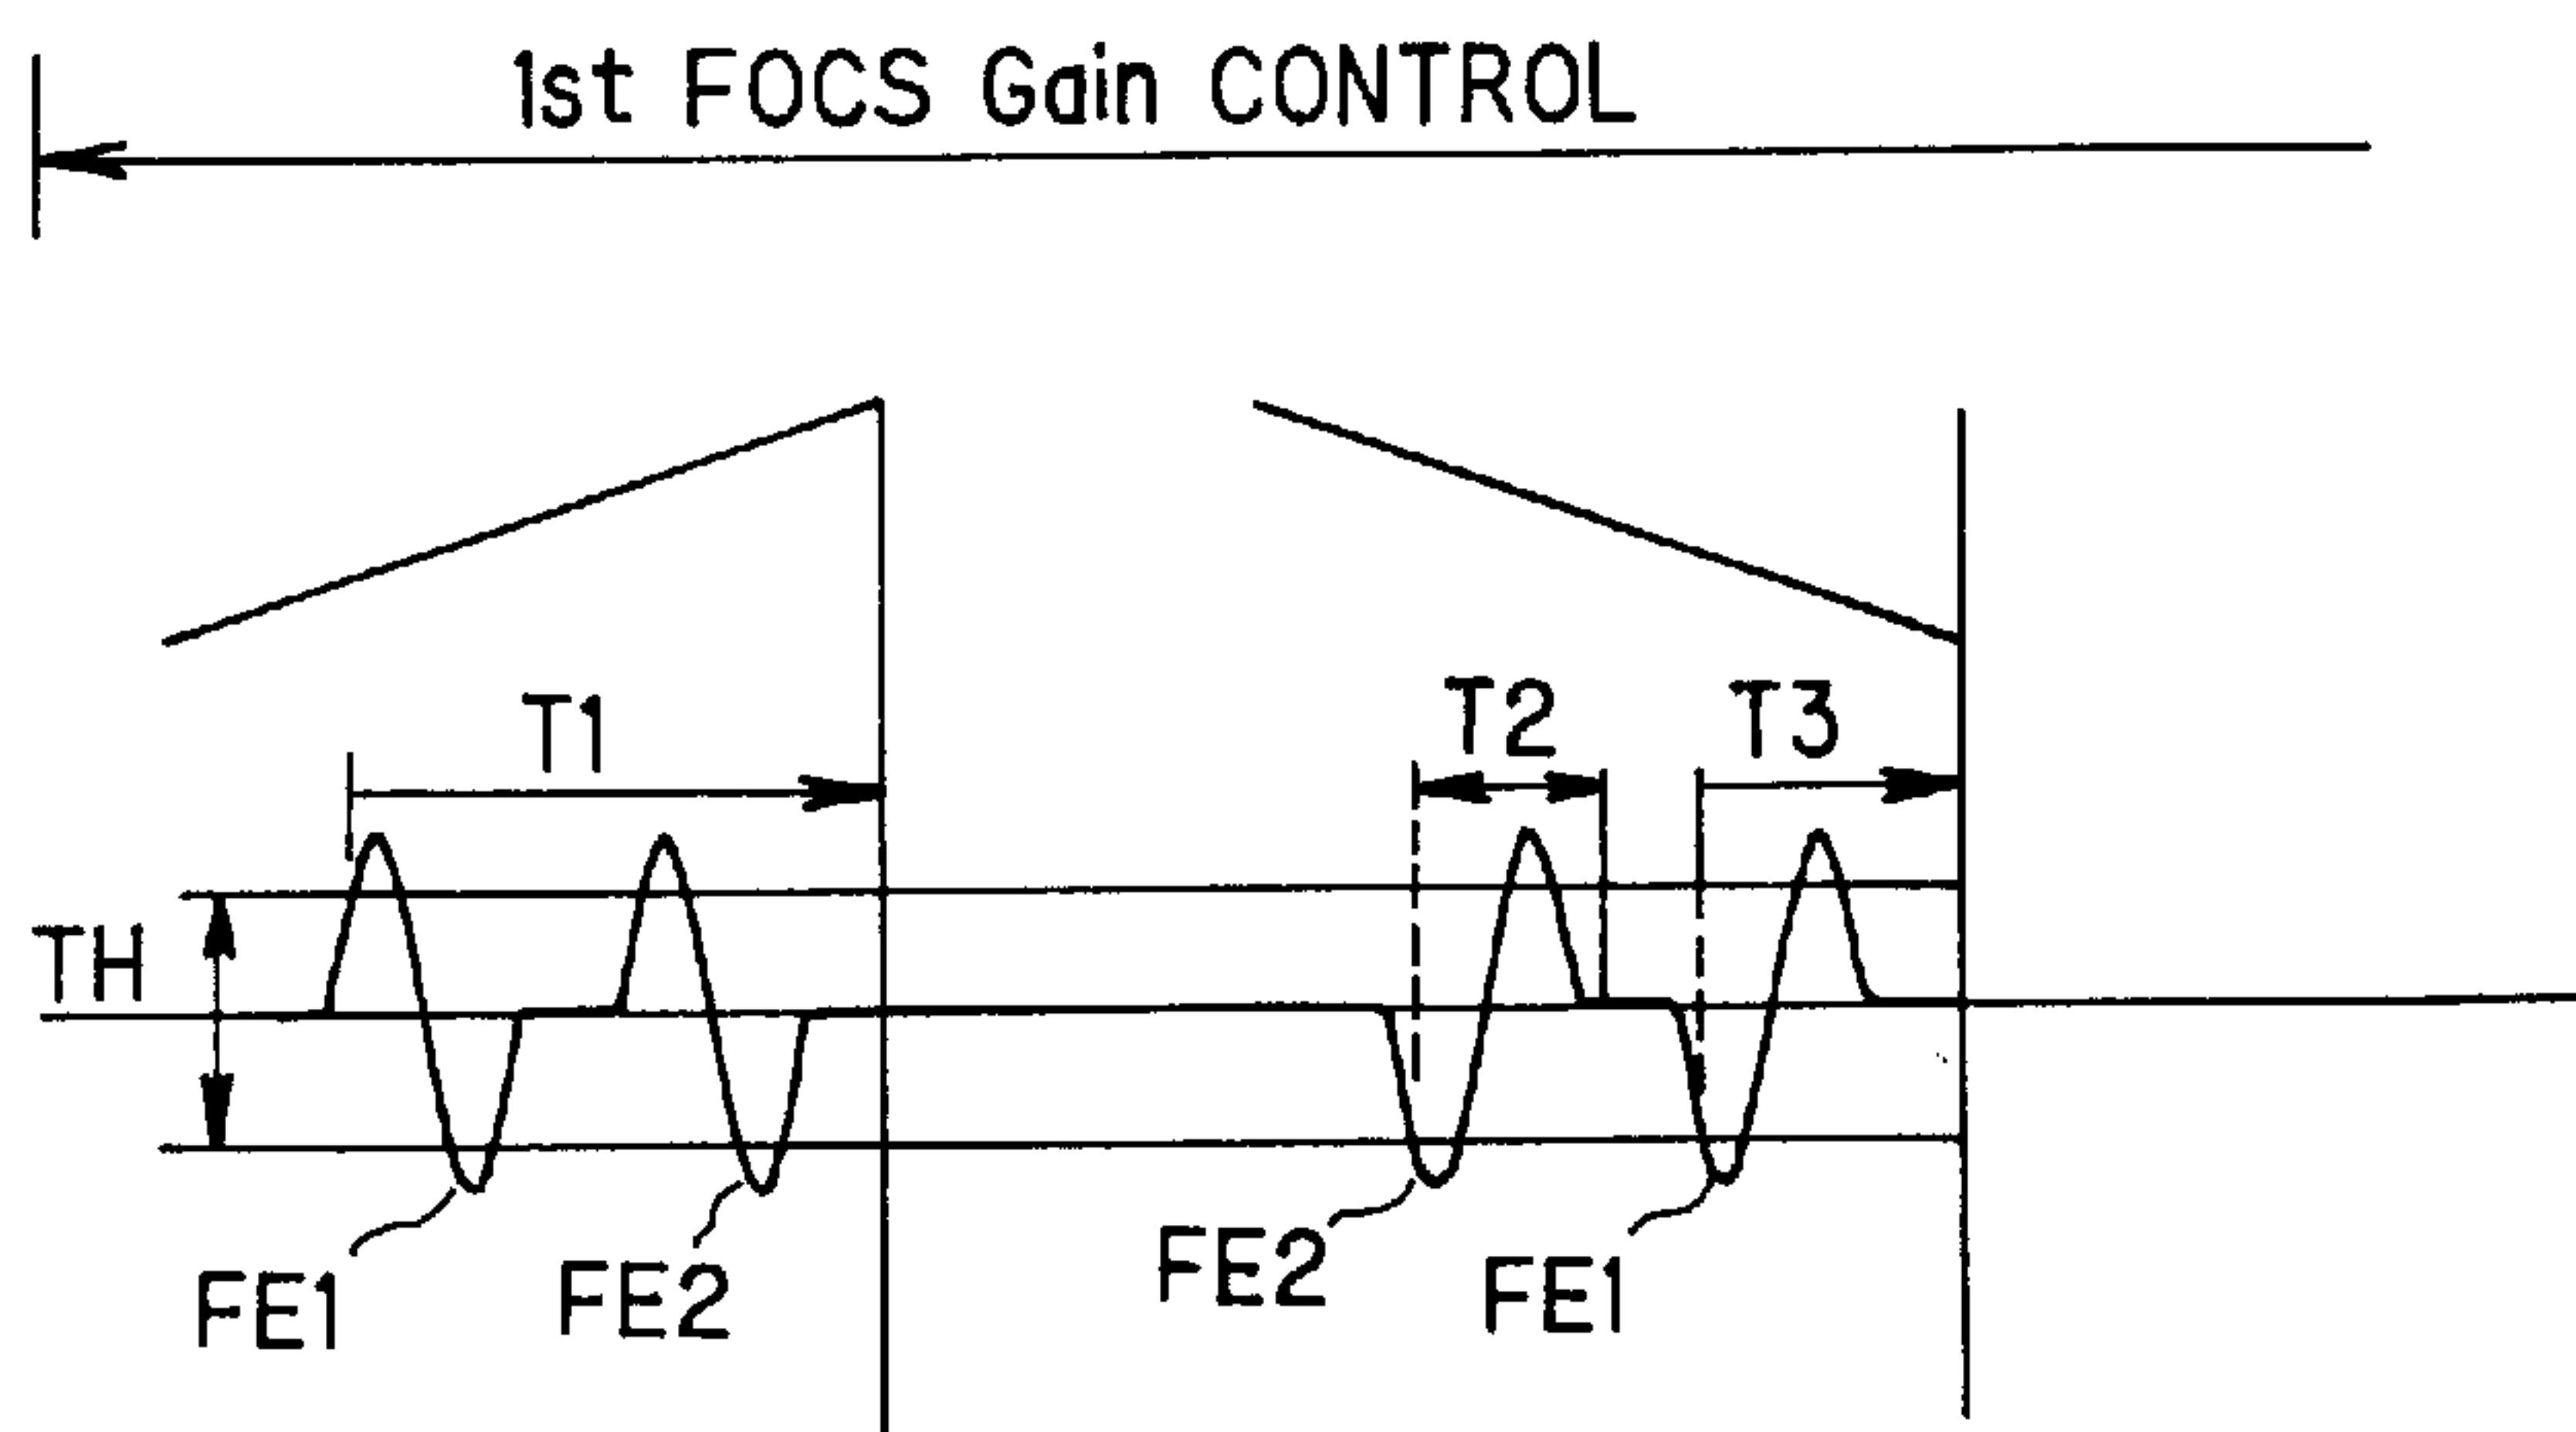 1st FOCS Gain CONTROL
T1
T2
T3
TH
FE1
FE2
FE2
FE1